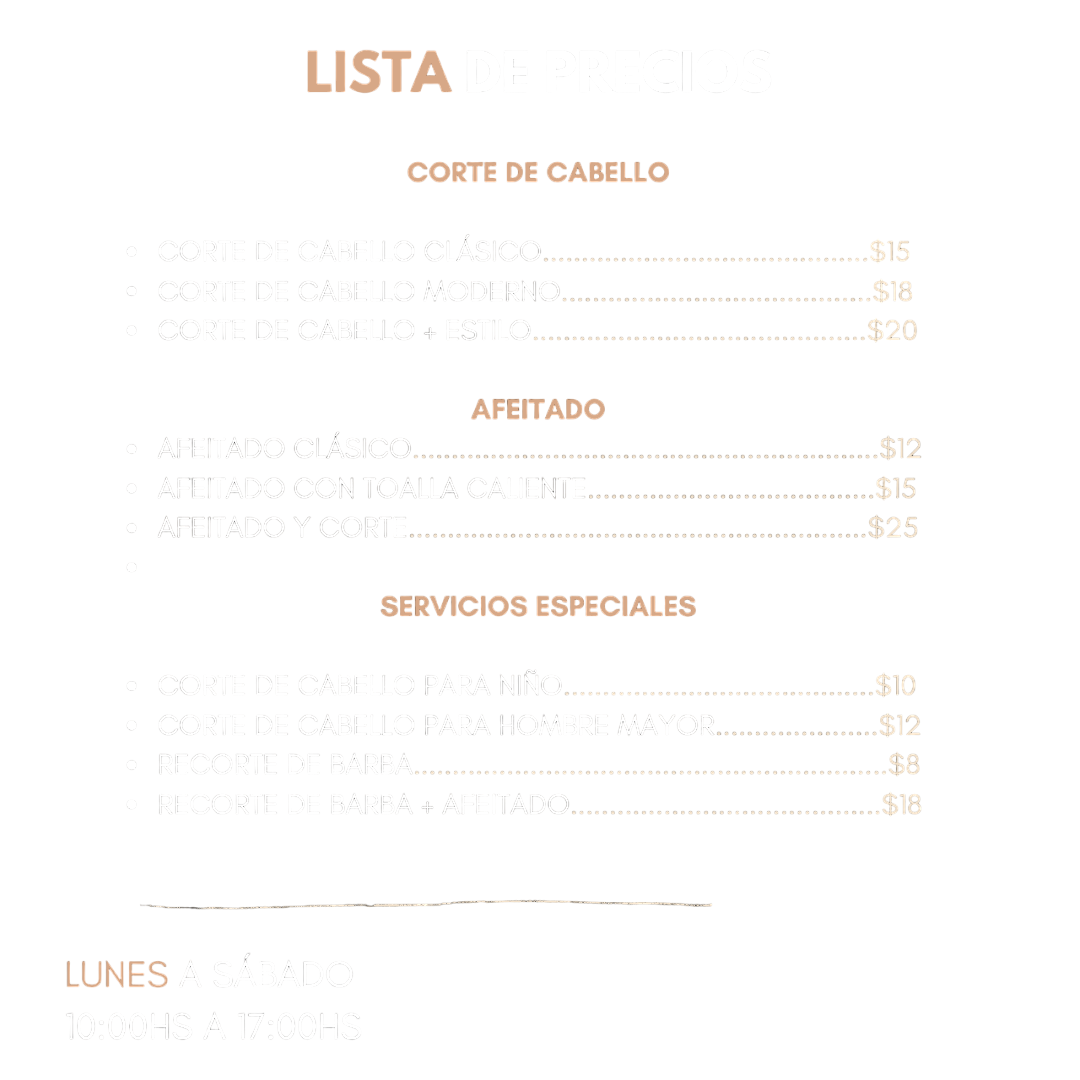 LISTA DE PRECIOS
CORTE DE CABELLO
• CORTE DE CABELLO CLÁSICO..........................................$15
• CORTE DE CABELLO MODERNO........................................$18
• CORTE DE CABELLO + ESTILO...........................................$20
AFEITADO
• AFEITADO CLÁSICO............................................................$12
• AFEITADO CON TOALLA CALIENTE.....................................$15
• AFEITADO Y CORTE...........................................................$25
•
SERVICIOS ESPECIALES
• CORTE DE CABELLO PARA NIÑO........................................$10
• CORTE DE CABELLO PARA HOMBRE MAYOR.....................$12
• RECORTE DE BARBA.............................................................$8
• RECORTE DE BARBA + AFEITADO........................................$18
LUNES A SÁBADO
10:00HS A 17:00HS